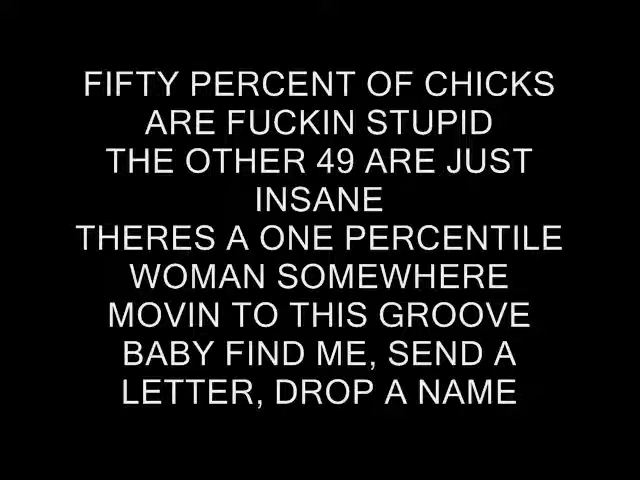 FIFTY PERCENT OF CHICKS
ARE FUCKIN STUPID
THE OTHER 49 ARE JUST
INSANE
THERES A ONE PERCENTILE
WOMAN SOMEWHERE
MOVIN TO THIS GROOVE
BABY FIND ME, SEND A
LETTER, DROP A NAME